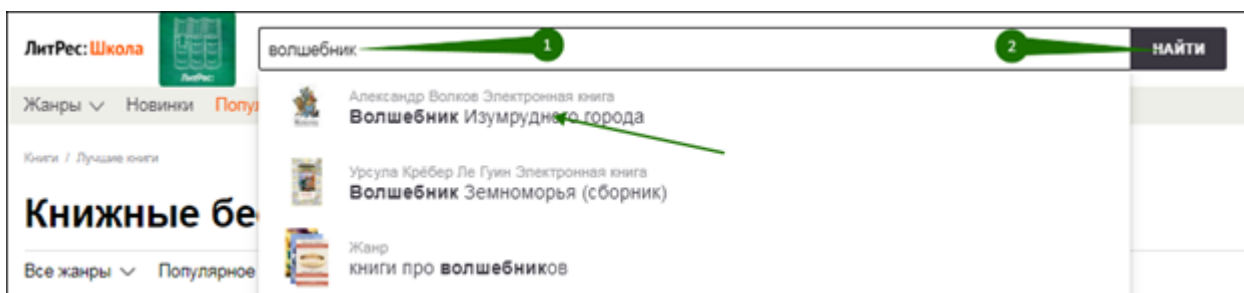 ЛитРес: Школа
ЛитРес:
волшебник
1
2
НАЙТИ
Жанры Новинки Попу
Александр Волков Электронная книга
Волшебник Изумрудного города
Книги / Лучшие книги
Урсула Крёбер Ле Гуин Электронная книга
Волшебник Земноморья (сборник)
Книжные бе
Жанр
книги про волшебников
Все жанры Популярное